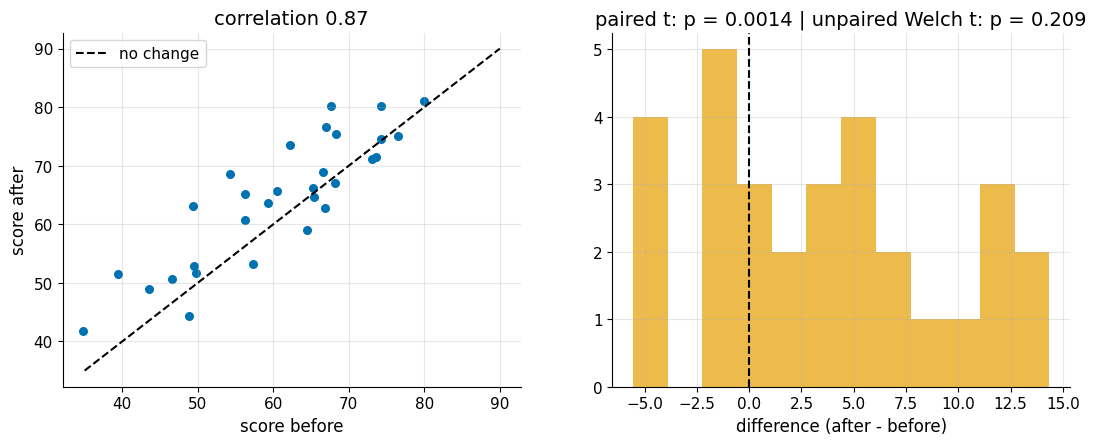 correlation 0.87
no change
90
80
70
60
50
40
40 50 60 70 80 90
score after
score before
paired t: p = 0.0014 | unpaired Welch t: p = 0.209
5
4
3
2
1
0
−5.0 −2.5 0.0 2.5 5.0 7.5 10.0 12.5 15.0
difference (after - before)